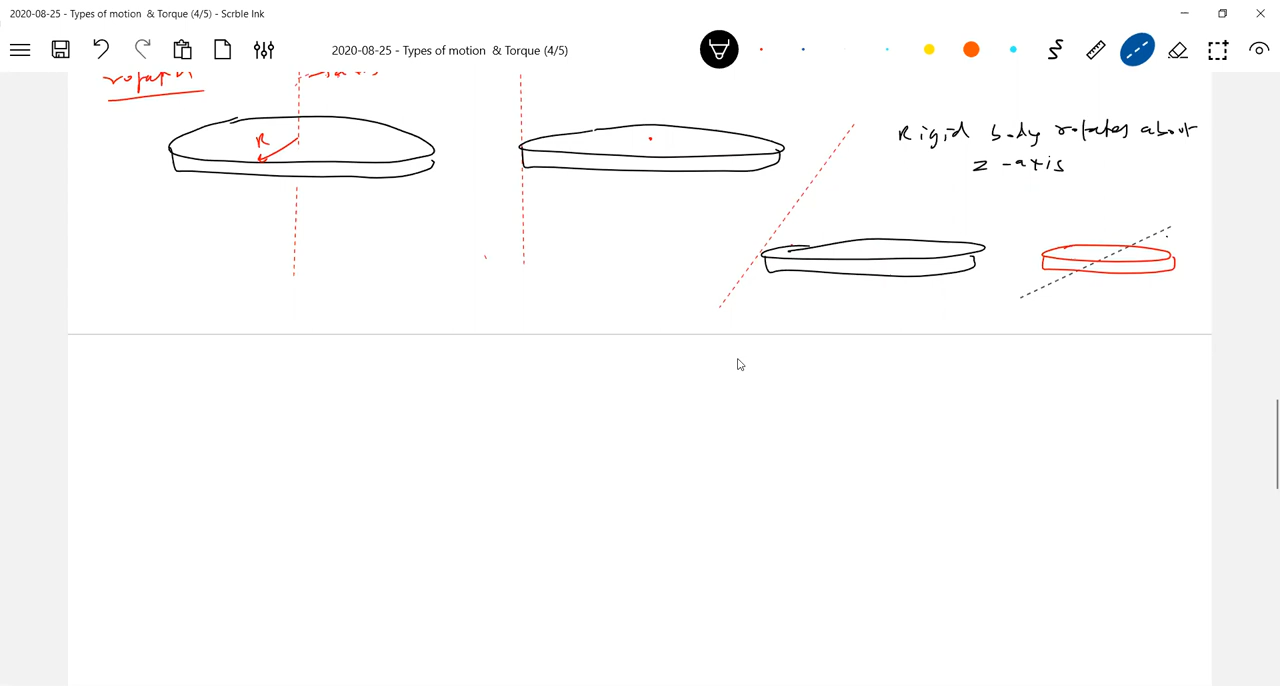 2020-08-25 - Types of motion & Torque (4/5) - Scrble Ink
2020-08-25 - Types of motion & Torque (4/5)
R
Rigid body rotates about
z-axis